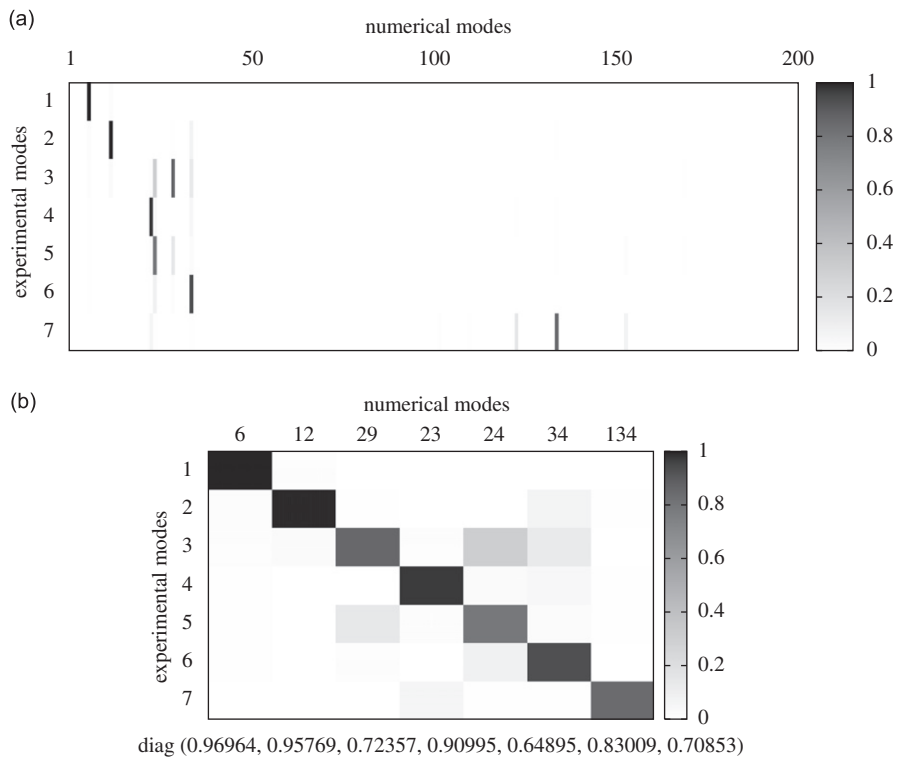 (a)
numerical modes
1 50 100 150 200
experimental modes
1
2
3
4
5
6
7
1
0.8
0.6
0.4
0.2
0
(b)
numerical modes
6 12 29 23 24 34 134
experimental modes
1
2
3
4
5
6
7
1
0.8
0.6
0.4
0.2
0
diag (0.96964, 0.95769, 0.72357, 0.90995, 0.64895, 0.83009, 0.70853)